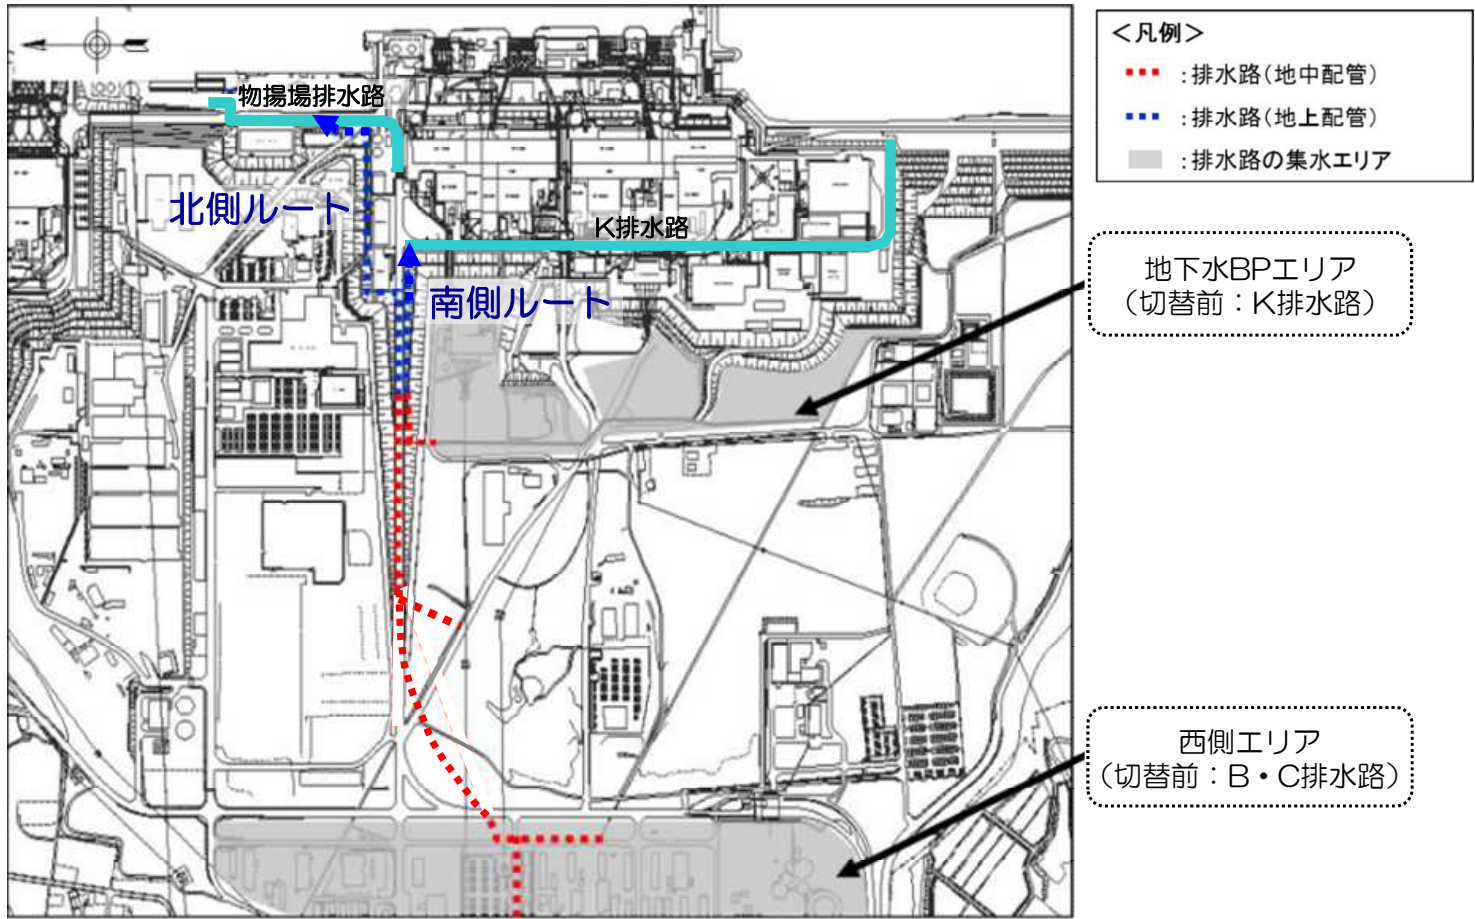 ＜凡例＞
：排水路（地中配管）
：排水路（地上配管）
：排水路の集水エリア
物揚場排水路
北側ルート
K排水路
南側ルート
地下水BPエリア
（切替前：K排水路）
西側エリア
（切替前：B・C排水路）